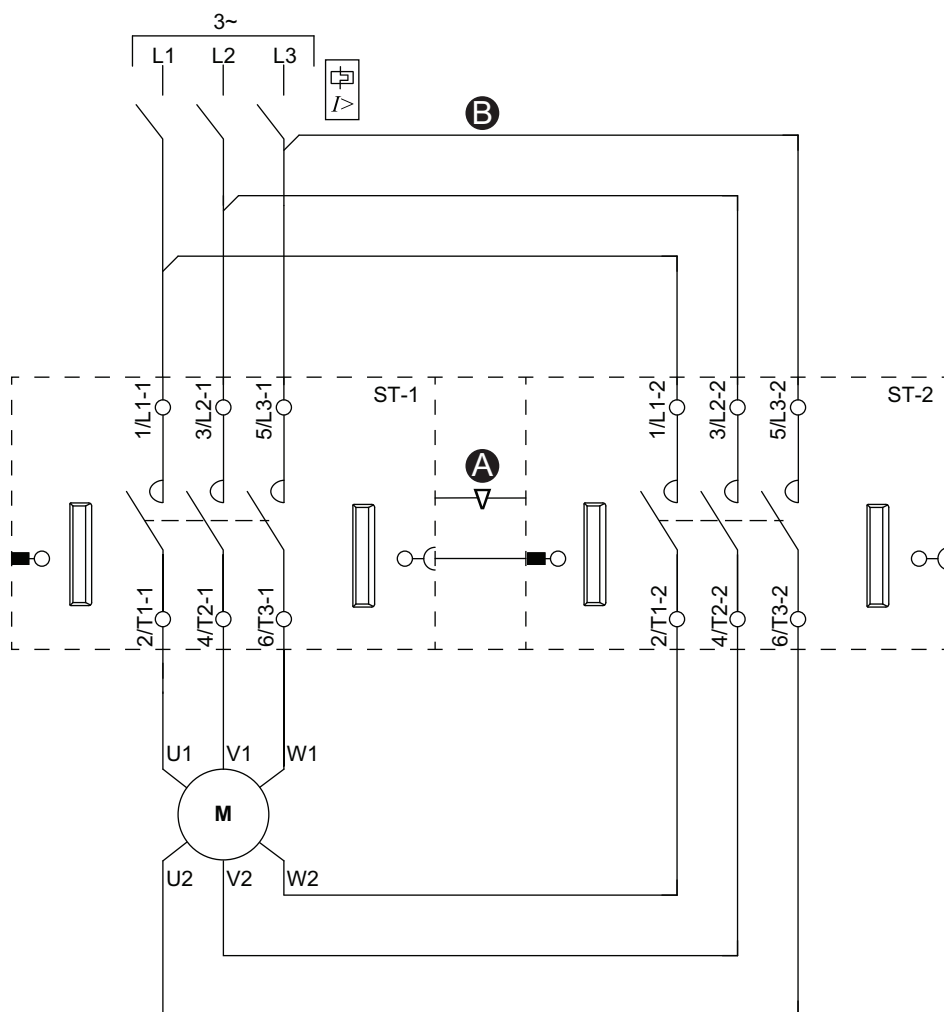 3~
L1 L2 L3
I>
B
ST-1 ST-2
1/L1-1 3/L2-1 5/L3-1 1/L1-2 3/L2-2 5/L3-2
A
2/T1-1 4/T2-1 6/T3-1 2/T1-2 4/T2-2 6/T3-2
U1 V1 W1
M
U2 V2 W2